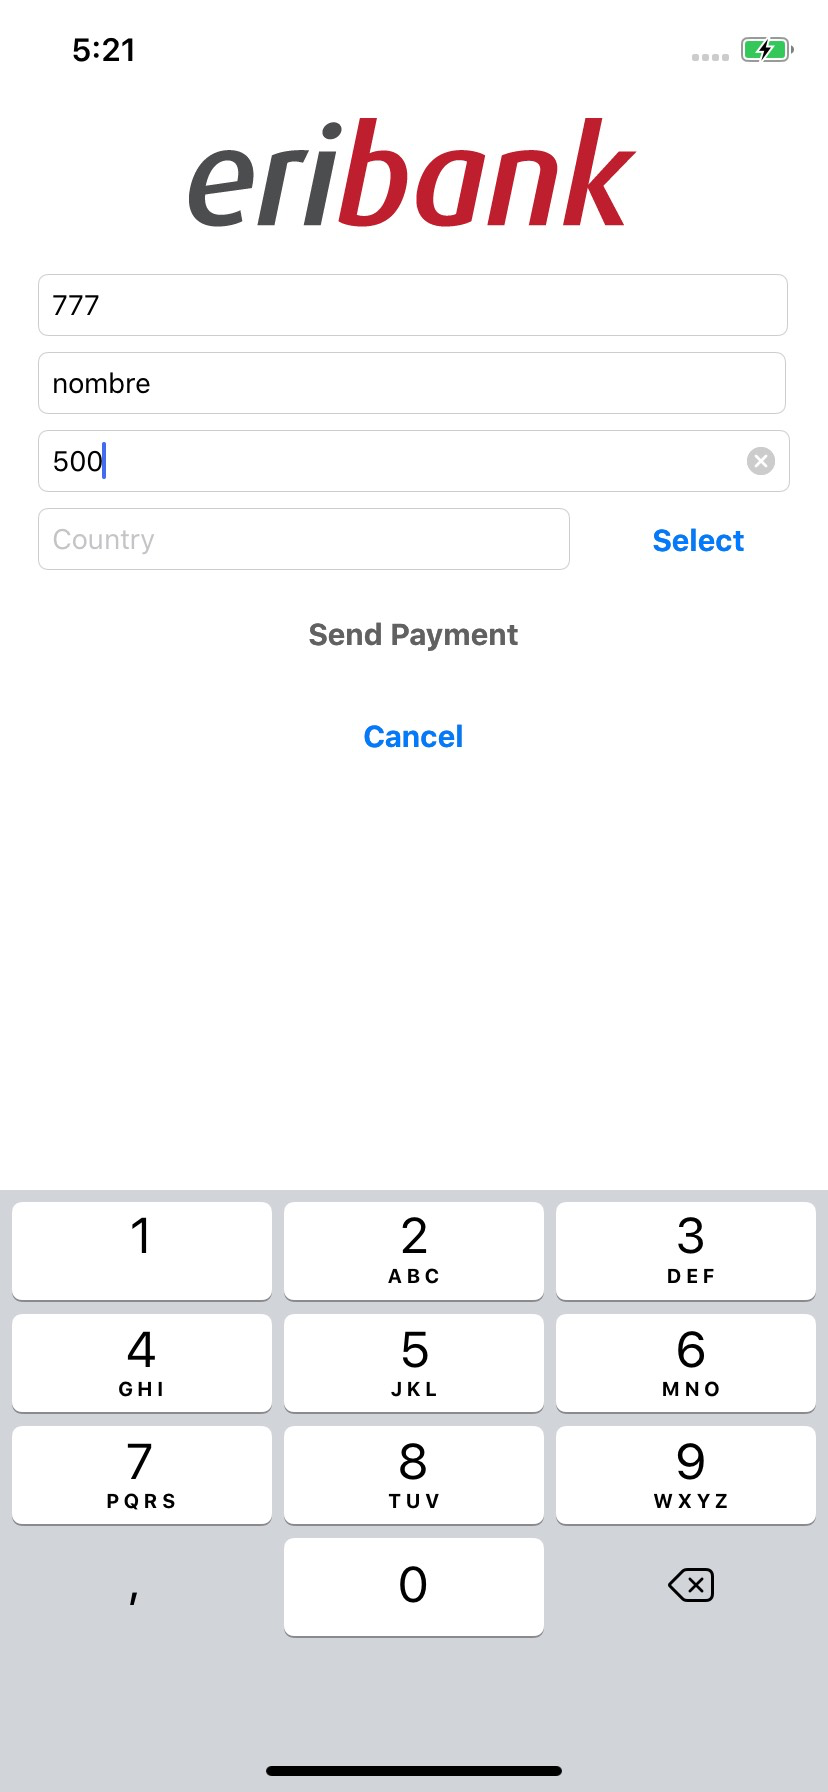 5:21
eribank
777
nombre
500
Country
Select
Send Payment
Cancel
1
2
ABC
3
DEF
4
GHI
5
JKL
6
MNO
7
PQRS
8
TUV
9
WXYZ
,
0